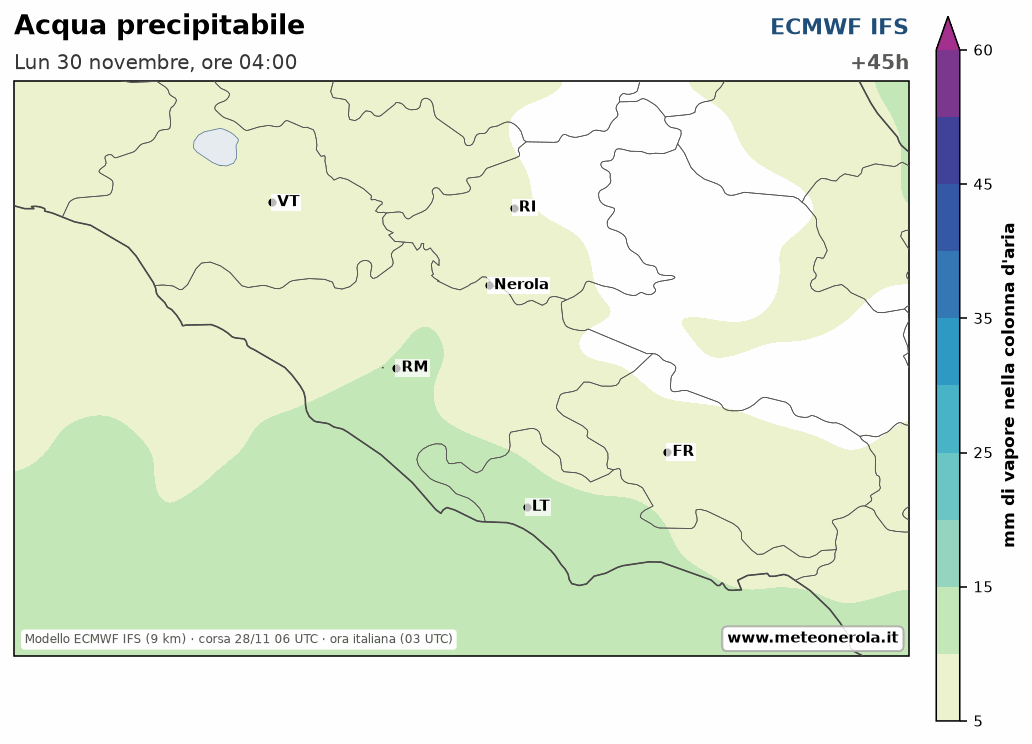 Acqua precipitabile
ECMWF IFS
Lun 30 novembre, ore 04:00
+45h
60
45
35
25
15
5
mm di vapore nella colonna d'aria
VT
RI
Nerola
RM
FR
LT
Modello ECMWF IFS (9 km) · corsa 28/11 06 UTC · ora italiana (03 UTC)
www.meteonerola.it